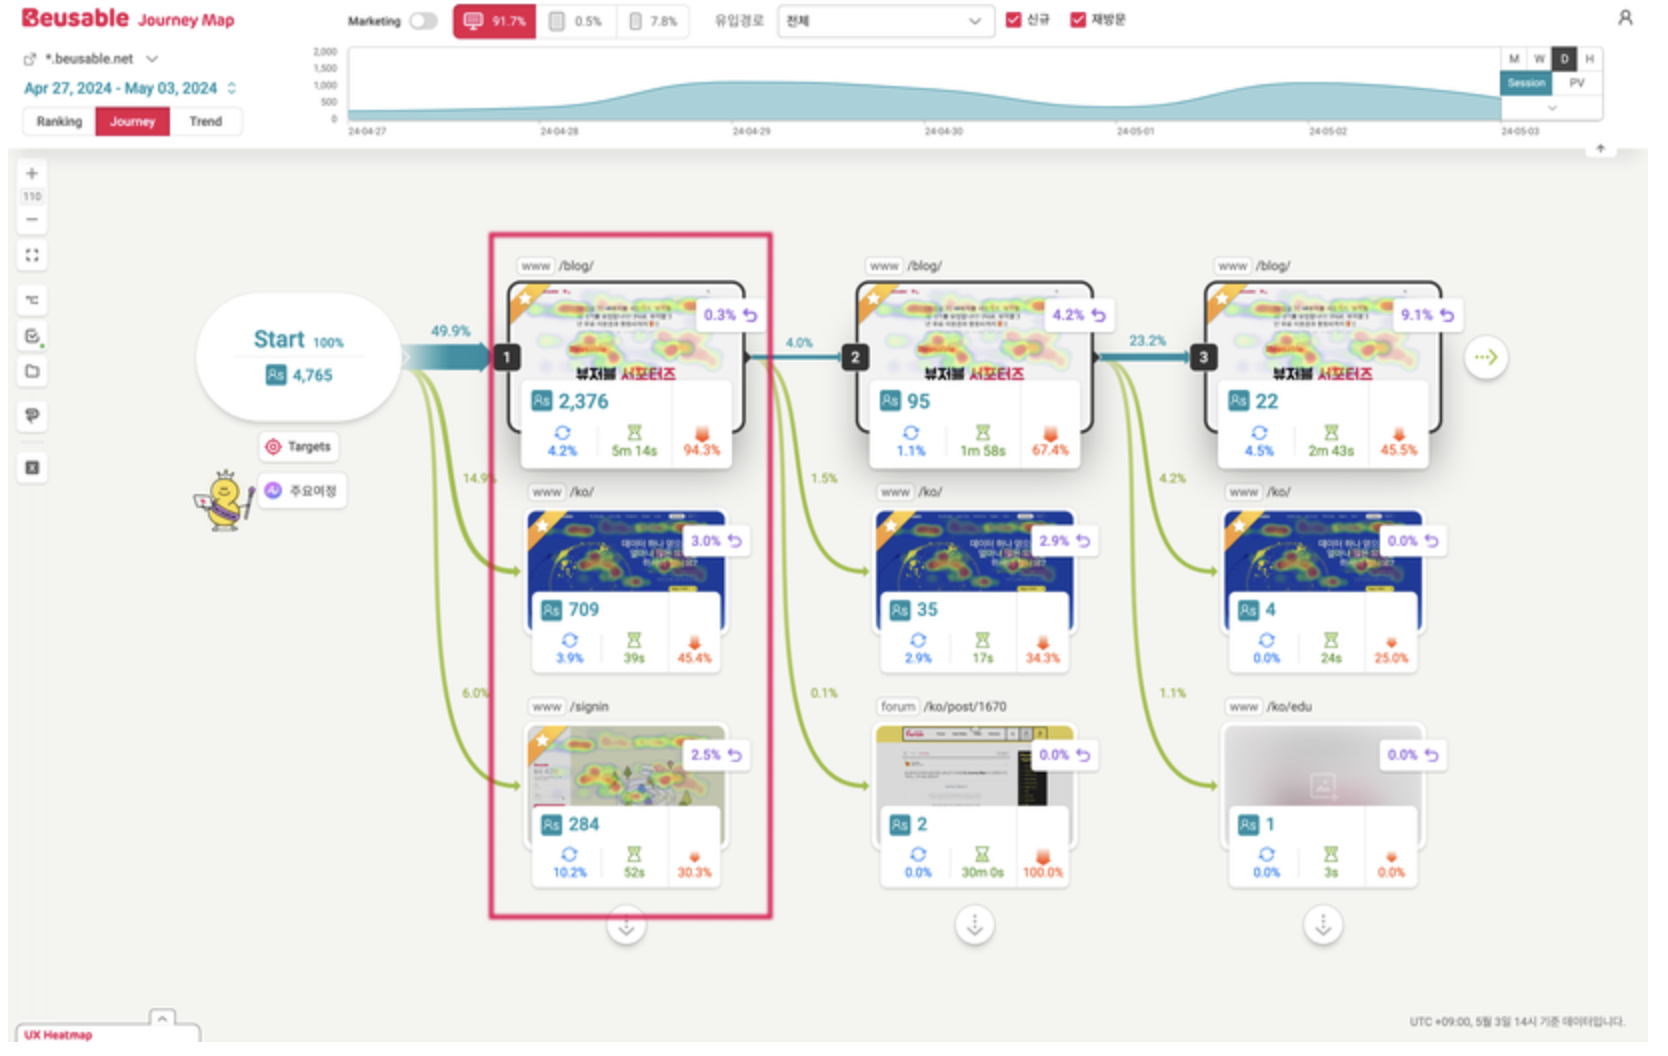 Beusable Journey Map
Marketing
91.7%
0.5%
7.8%
유입경로
전체
신규
재방문
*.beusable.net
Apr 27, 2024 - May 03, 2024
Ranking
Journey
Trend
2,000
1,500
1,000
500
0
24-04-27
24-04-28
24-04-29
24-04-30
24-05-01
24-05-02
24-05-03
M
W
D
H
Session
PV
110
Start 100%
4,765
Targets
주요여정
49.9%
14.9%
6.0%
www /blog/
0.3%
1
뷰저블 서포터즈
2,376
4.2%
5m 14s
94.3%
www /ko/
3.0%
709
3.9%
39s
45.4%
www /signin
2.5%
284
10.2%
52s
30.3%
4.0%
1.5%
0.1%
www /blog/
4.2%
2
뷰저블 서포터즈
95
1.1%
1m 58s
67.4%
www /ko/
2.9%
35
2.9%
17s
34.3%
forum /ko/post/1670
0.0%
2
0.0%
30m 0s
100.0%
23.2%
4.2%
1.1%
www /blog/
9.1%
3
뷰저블 서포터즈
22
4.5%
2m 43s
45.5%
www /ko/
0.0%
4
0.0%
24s
25.0%
www /ko/edu
0.0%
1
0.0%
3s
0.0%
UX Heatmap
UTC +09:00, 5월 3일 14시 기준 데이터입니다.